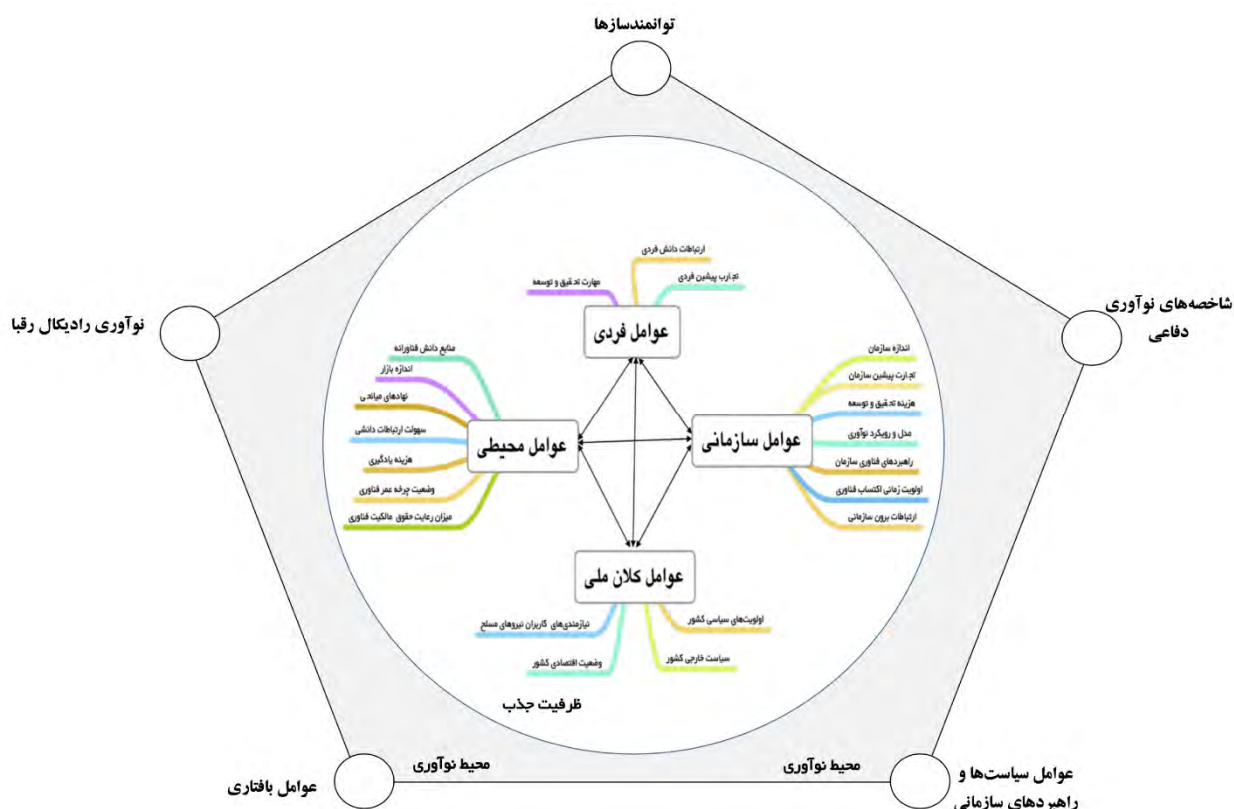 توانمندسازها
شاخصه‌های نوآوری
دفاعی
نوآوری رادیکال رقبا
ارتباطات دانش فردی
تجارب پیشین فردی
مهارت تحقیق و توسعه
عوامل فردی
منابع دانش فناورانه
اندازه بازار
نهادهای میانجی
سهولت ارتباطات دانشی
هزینه یادگیری
وضعیت چرخه عمر فناوری
میزان رعایت حقوق مالکیت فناوری
عوامل محیطی
عوامل سازمانی
اندازه سازمان
تجارت پیشین سازمان
هزینه تحقیق و توسعه
مدل و رویکرد نوآوری
راهبردهای فناوری سازمان
اولویت زمانی اکتساب فناوری
ارتباطات برون سازمانی
عوامل کلان ملی
اولویت‌های سیاسی کشور
نیازمندی‌های کاربران نیروهای مسلح
سیاست خارجی کشور
وضعیت اقتصادی کشور
ظرفیت جذب
محیط نوآوری
محیط نوآوری
عوامل سیاست‌ها و
راهبردهای سازمانی
عوامل بافتاری